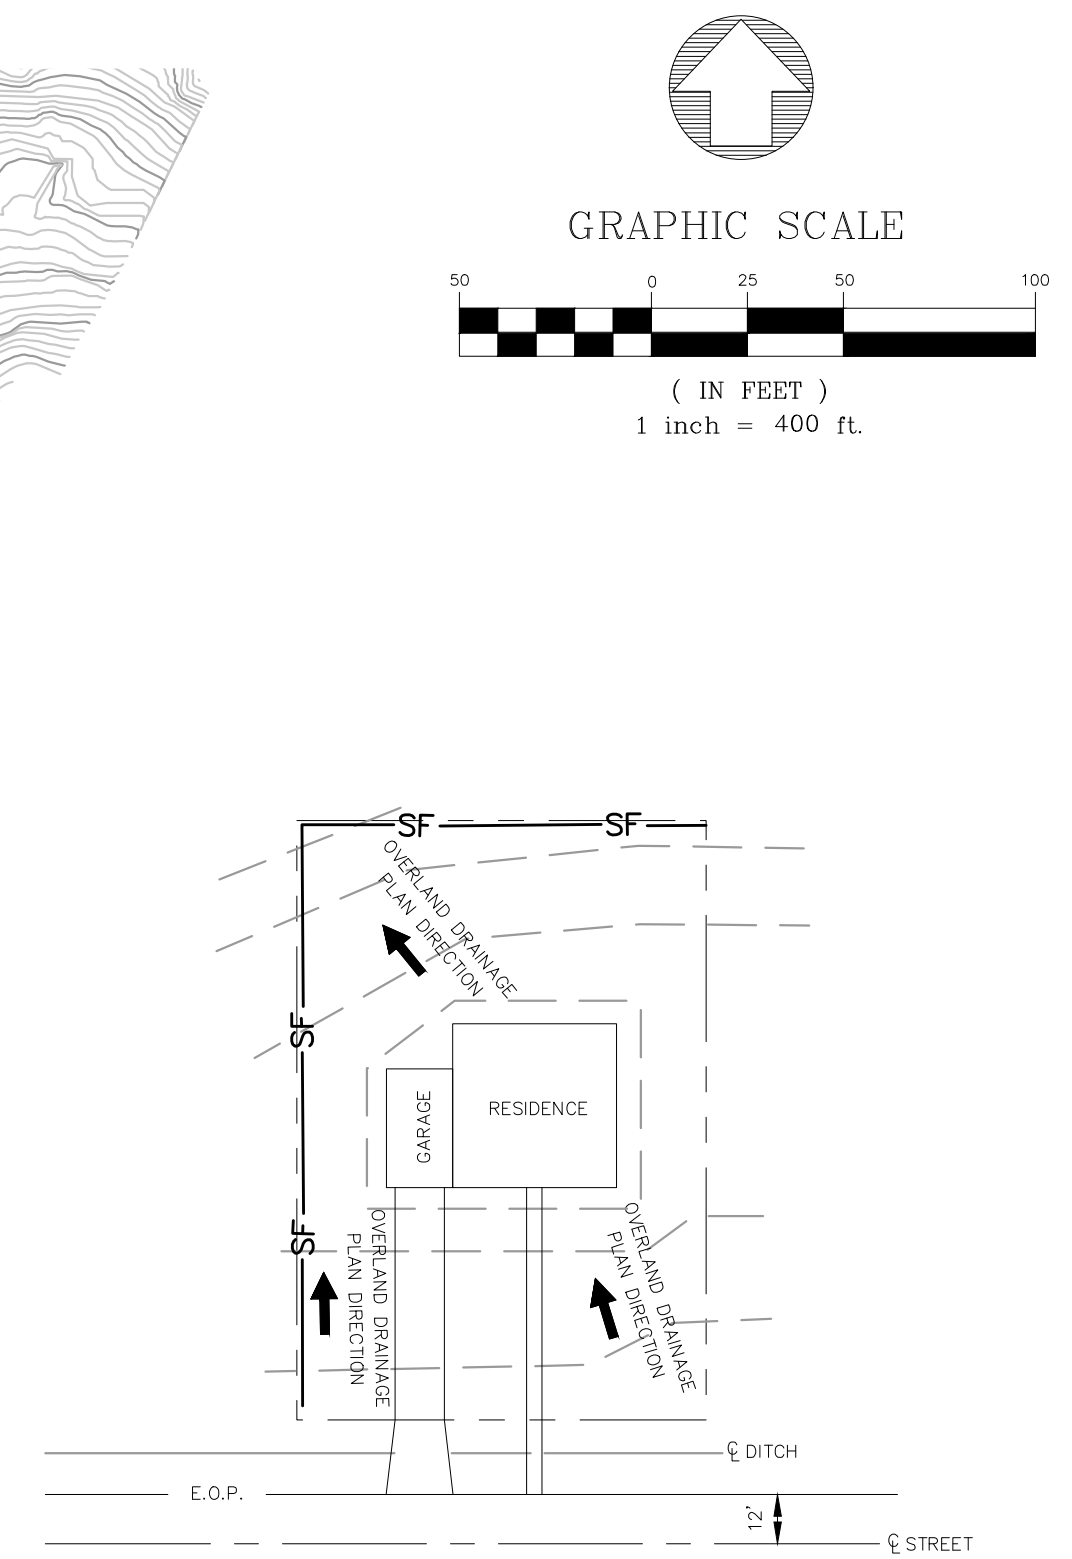 GRAPHIC SCALE
50 0 25 50 100
( IN FEET )
1 inch = 400 ft.
SF SF
OVERLAND DRAINAGE
PLAN DIRECTION
SF
GARAGE
RESIDENCE
SF
OVERLAND DRAINAGE
PLAN DIRECTION
OVERLAND DRAINAGE
PLAN DIRECTION
℄ DITCH
E.O.P.
12'
℄ STREET